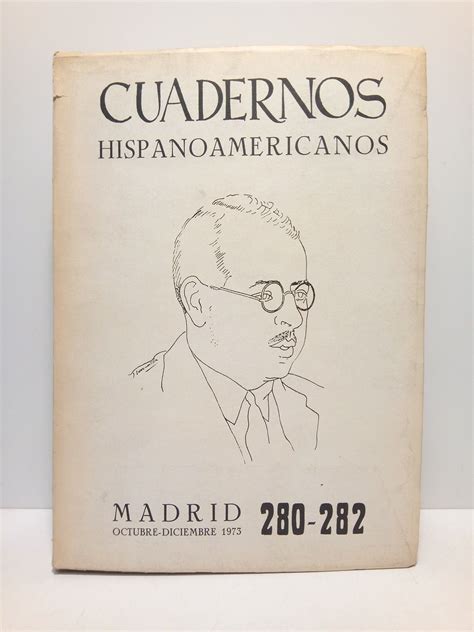 CUADERNOS
HISPANOAMERICANOS
MADRID 280-282
OCTUBRE-DICIEMBRE 1973